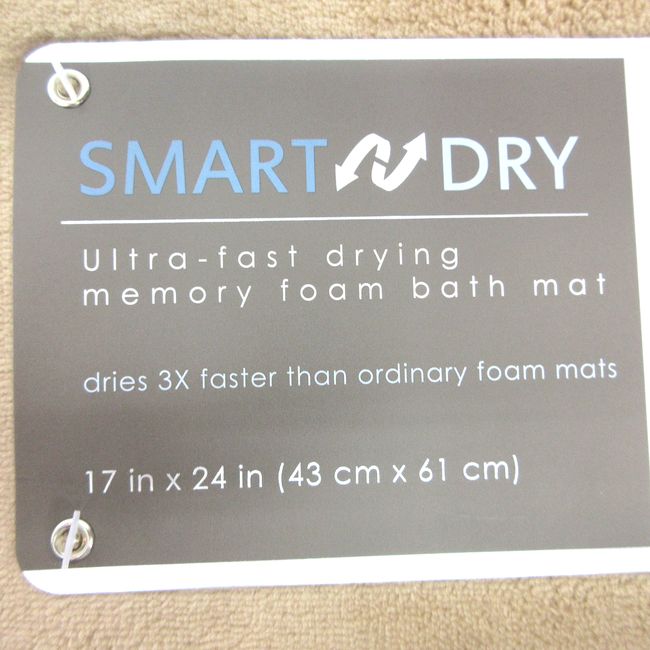 SMART DRY
Ultra-fast drying
memory foam bath mat
dries 3X faster than ordinary foam mats
17 in x 24 in (43 cm x 61 cm)